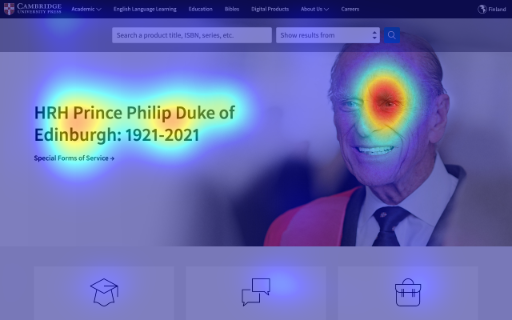 CAMBRIDGE
UNIVERSITY PRESS
Academic
English Language Learning
Education
Bibles
Digital Products
About Us
Careers
Finland
Search a product title, ISBN, series, etc.
Show results from
HRH Prince Philip Duke of
Edinburgh: 1921-2021
Special Forms of Service